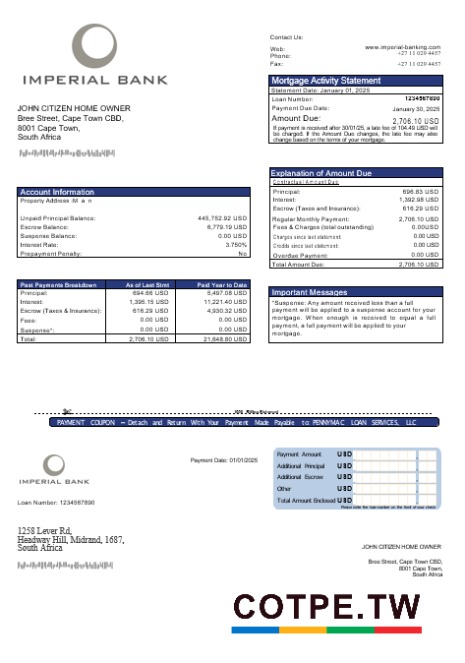 IMPERIAL BANK
Contact Us:
Web: www.imperial-banking.com
Phone: +27 11 020 4457
Fax: +27 11 020 4457
Mortgage Activity Statement
Statement Date: January 01, 2025
Loan Number: 1234567890
Payment Due Date: January 30, 2025
Amount Due: 2,706.10 USD
If payment is received after 30/01/25, a late fee of 104.49 USD will
be charged. If the Amount Due changes, the late fee may also
change based on the terms of your mortgage.
JOHN CITIZEN HOME OWNER
Bree Street, Cape Town CBD,
8001 Cape Town,
South Africa
Account Information
Property Address :M a n
Unpaid Principal Balance: 445,752.92 USD
Escrow Balance: 6,779.19 USD
Suspense Balance: 0.00 USD
Interest Rate: 3.750%
Prepayment Penalty: No
Explanation of Amount Due
Contractual Amount Due
Principal: 696.83 USD
Interest: 1,392.98 USD
Escrow (Taxes and Insurance): 616.29 USD
Regular Monthly Payment: 2,706.10 USD
Fees & Charges (total outstanding) 0.00USD
Charges since last statement: 0.00 USD
Credits since last statement: 0.00 USD
Overdue Payment: 0.00 USD
Total Amount Due: 2,706.10 USD
Past Payments Breakdown As of Last Stmt Paid Year to Date
Principal: 694.66 USD 5,497.08 USD
Interest: 1,395.15 USD 11,221.40 USD
Escrow (Taxes & Insurance): 616.29 USD 4,930.32 USD
Fees: 0.00 USD 0.00 USD
Suspense*: 0.00 USD 0.00 USD
Total: 2,706.10 USD 21,648.80 USD
Important Messages
*Suspense: Any amount received less than a full
payment will be applied to a suspense account for your
mortgage. When enough is received to equal a full
payment, a full payment will be applied to your
mortgage.
PAYMENT COUPON – Detach and Return With Your Payment Made Payable to PENNYMAC LOAN SERVICES, LLC
IMPERIAL BANK
Payment Date: 01/01/2025
Payment Amount USD
Additional Principal USD
Additional Escrow USD
Other USD
Total Amount Enclosed USD
Please write the loan number on the front of your check
Loan Number: 1234567890
1258 Lever Rd,
Headway Hill, Midrand, 1687,
South Africa
JOHN CITIZEN HOME OWNER
Bree Street, Cape Town CBD,
8001 Cape Town,
South Africa
COTPE.TW